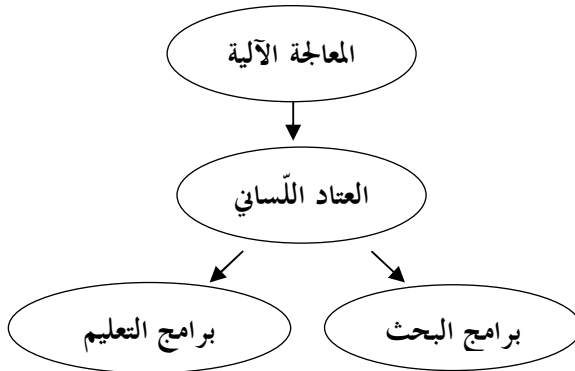 المعالجة الآلية
العتاد اللّساني
برامج البحث
برامج التعليم